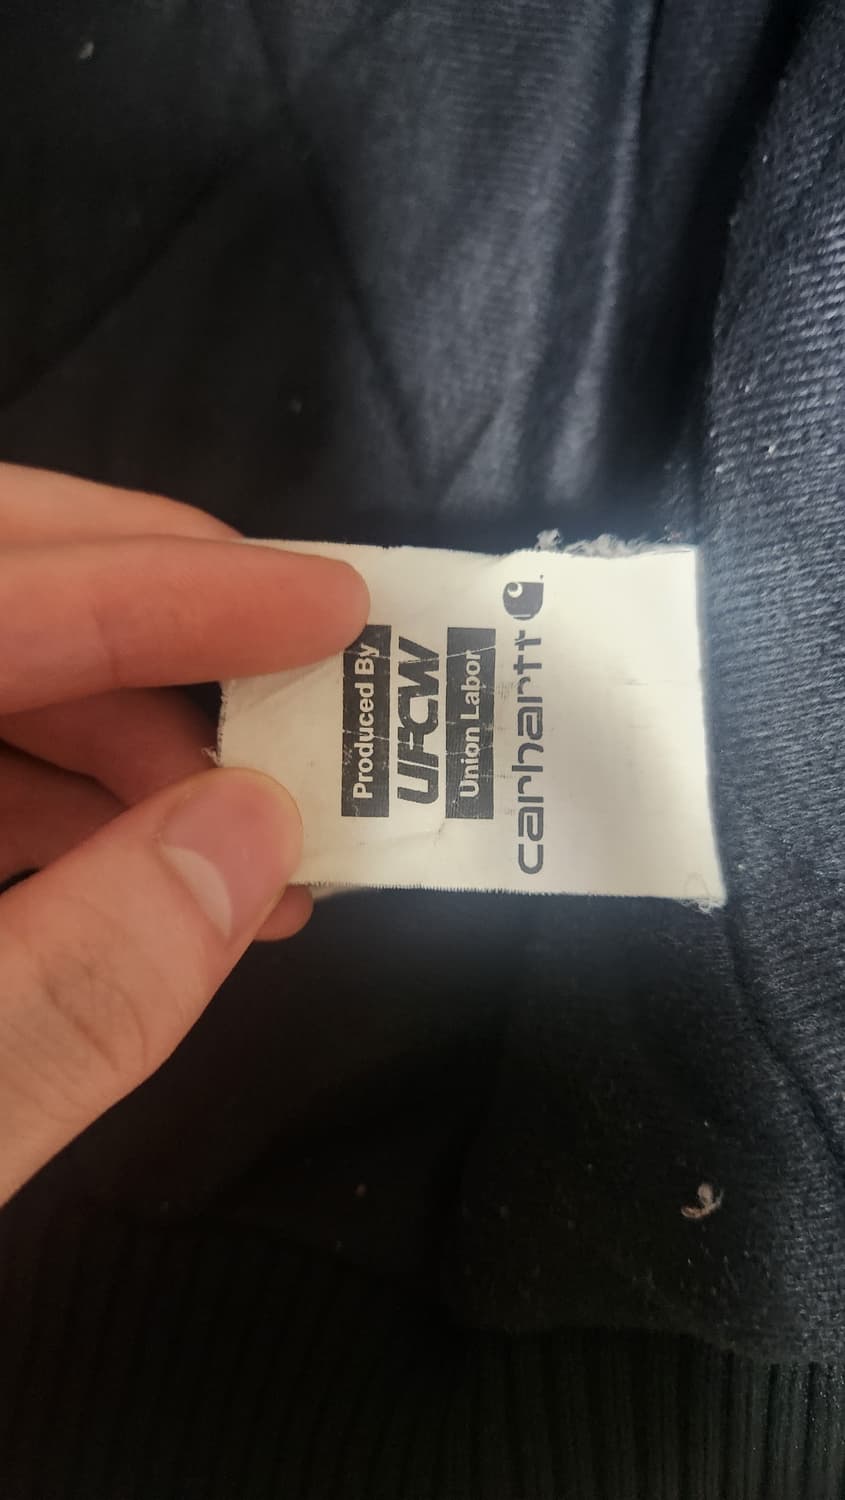 Produced By
UFCW
Union Labor
carhartt